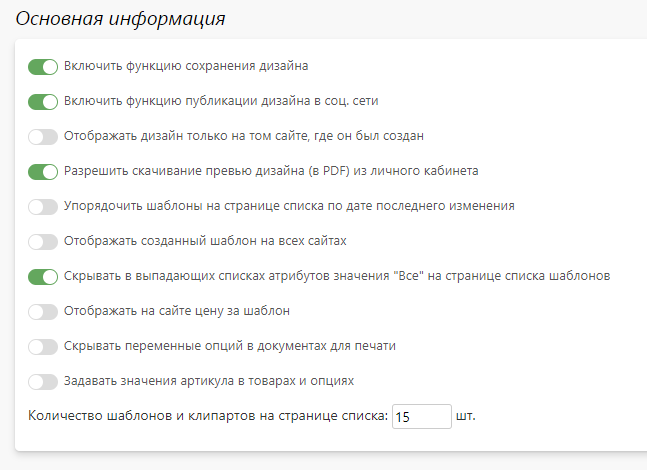 Основная информация
Включить функцию сохранения дизайна
Включить функцию публикации дизайна в соц. сети
Отображать дизайн только на том сайте, где он был создан
Разрешить скачивание превью дизайна (в PDF) из личного кабинета
Упорядочить шаблоны на странице списка по дате последнего изменения
Отображать созданный шаблон на всех сайтах
Скрывать в выпадающих списках атрибутов значения "Все" на странице списка шаблонов
Отображать на сайте цену за шаблон
Скрывать переменные опций в документах для печати
Задавать значения артикула в товарах и опциях
Количество шаблонов и клипартов на странице списка: 15 шт.